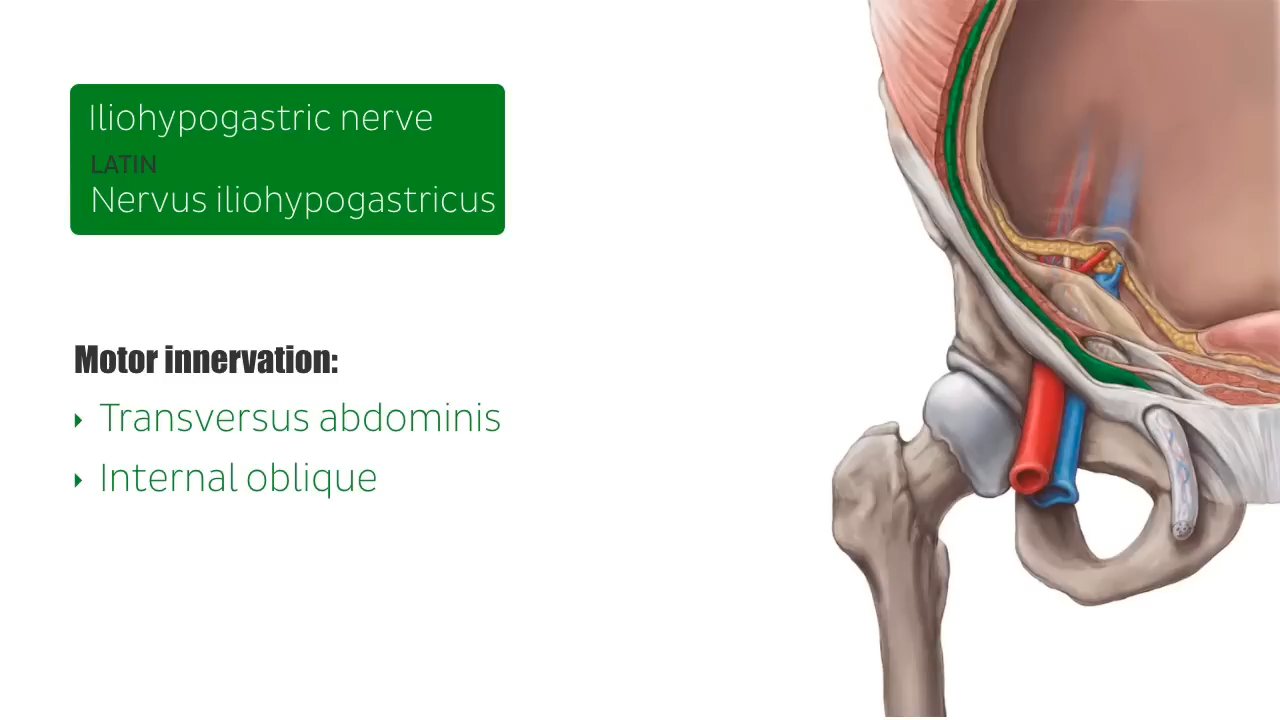 Iliohypogastric nerve
LATIN
Nervus iliohypogastricus
Motor innervation:
Transversus abdominis
Internal oblique